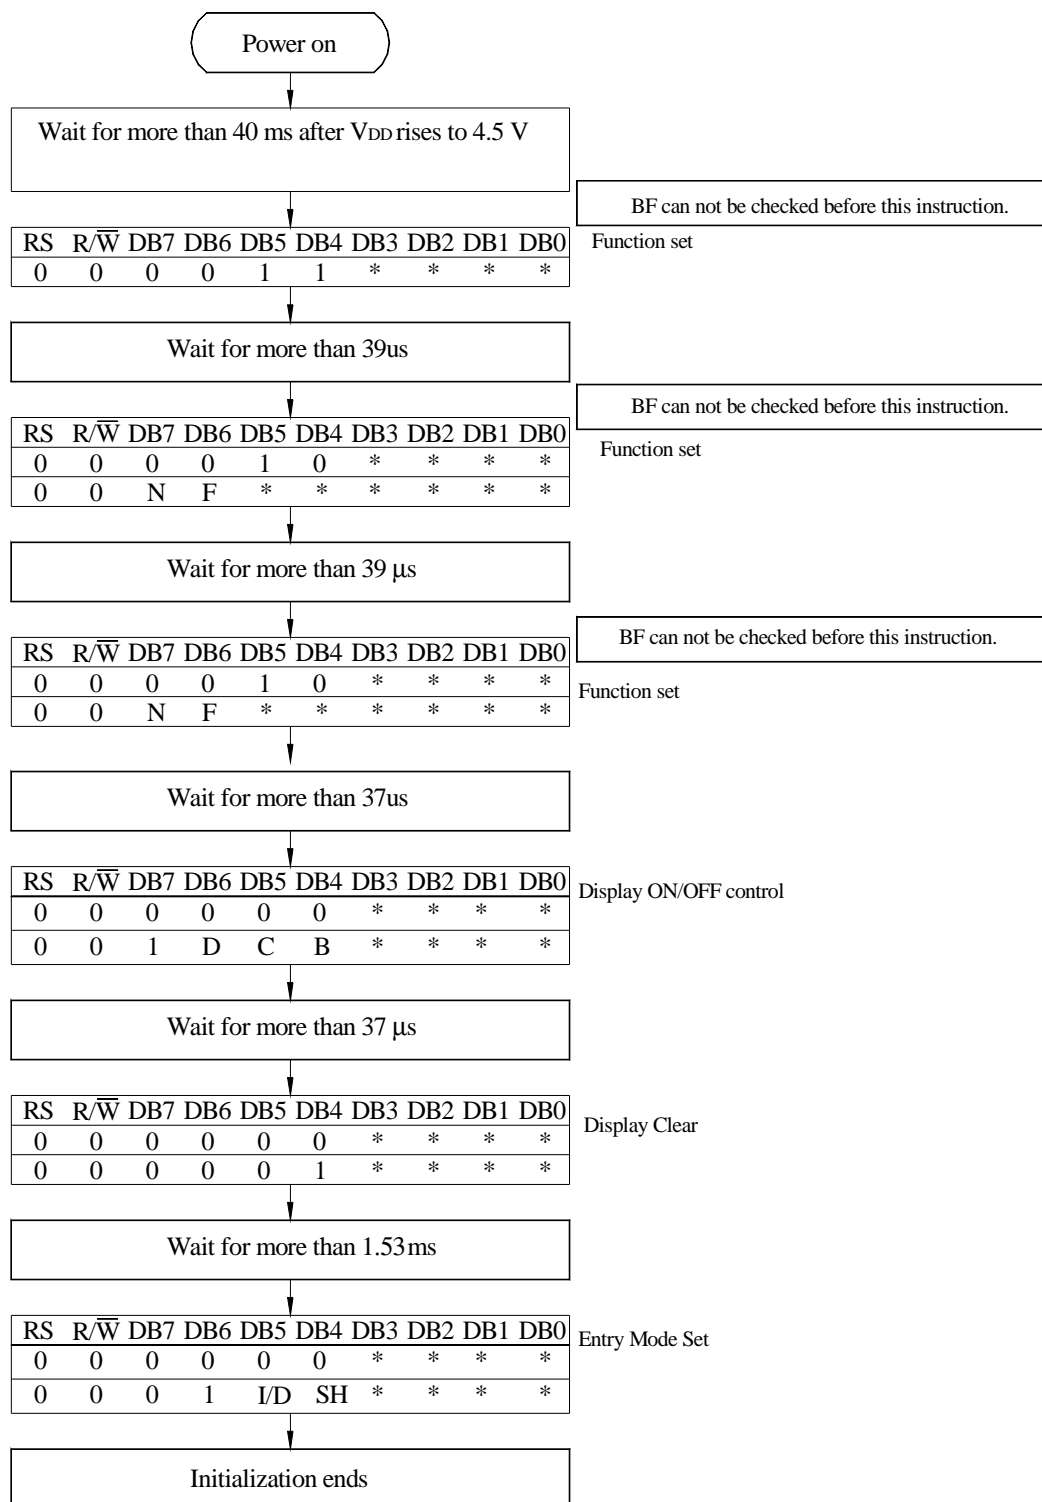 Power on
Wait for more than 40 ms after VDD rises to 4.5 V
BF can not be checked before this instruction.
RS R/W̅ DB7 DB6 DB5 DB4 DB3 DB2 DB1 DB0
Function set
0 0 0 0 1 1 * * * *
Wait for more than 39us
BF can not be checked before this instruction.
RS R/W̅ DB7 DB6 DB5 DB4 DB3 DB2 DB1 DB0
Function set
0 0 0 0 1 0 * * * *
0 0 N F * * * * * *
Wait for more than 39 μs
BF can not be checked before this instruction.
RS R/W̅ DB7 DB6 DB5 DB4 DB3 DB2 DB1 DB0
0 0 0 0 1 0 * * * *
Function set
0 0 N F * * * * * *
Wait for more than 37us
RS R/W̅ DB7 DB6 DB5 DB4 DB3 DB2 DB1 DB0
Display ON/OFF control
0 0 0 0 0 0 * * * *
0 0 1 D C B * * * *
Wait for more than 37 μs
RS R/W̅ DB7 DB6 DB5 DB4 DB3 DB2 DB1 DB0
Display Clear
0 0 0 0 0 0 * * * *
0 0 0 0 0 1 * * * *
Wait for more than 1.53ms
RS R/W̅ DB7 DB6 DB5 DB4 DB3 DB2 DB1 DB0
Entry Mode Set
0 0 0 0 0 0 * * * *
0 0 0 1 I/D SH * * * *
Initialization ends